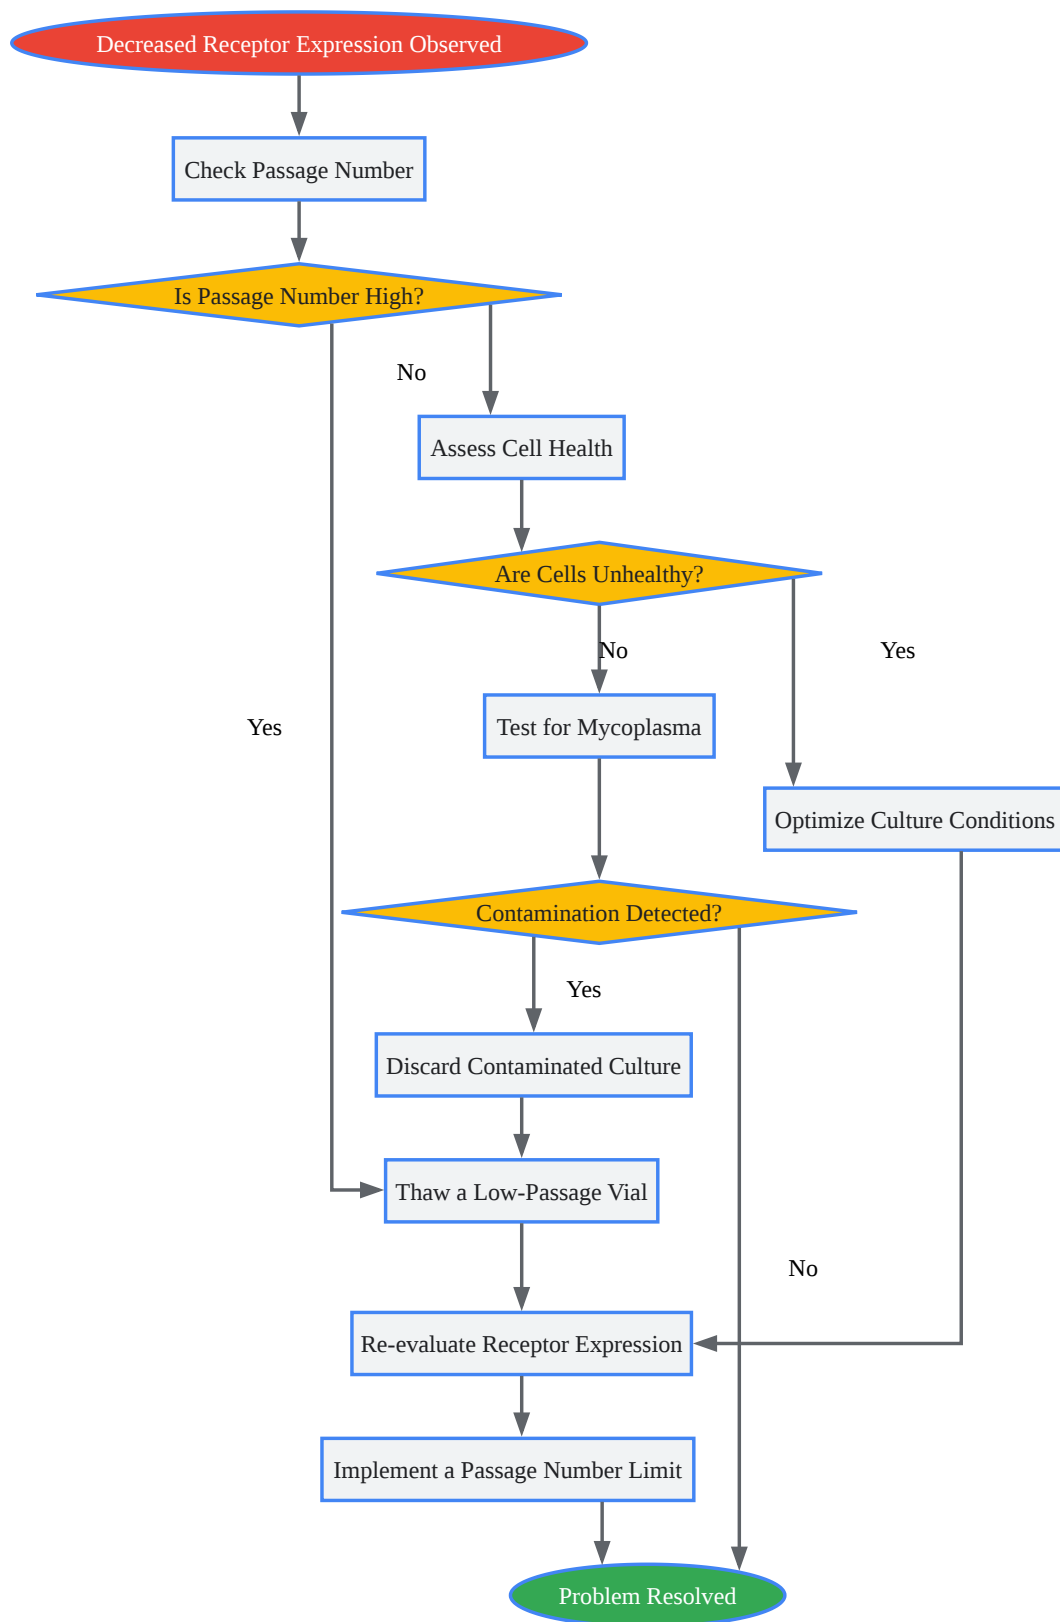 Decreased Receptor Expression Observed
Check Passage Number
Is Passage Number High?
No
Assess Cell Health
Are Cells Unhealthy?
No
Yes
Yes
Test for Mycoplasma
Optimize Culture Conditions
Contamination Detected?
Yes
Discard Contaminated Culture
Thaw a Low-Passage Vial
No
Re-evaluate Receptor Expression
Implement a Passage Number Limit
Problem Resolved